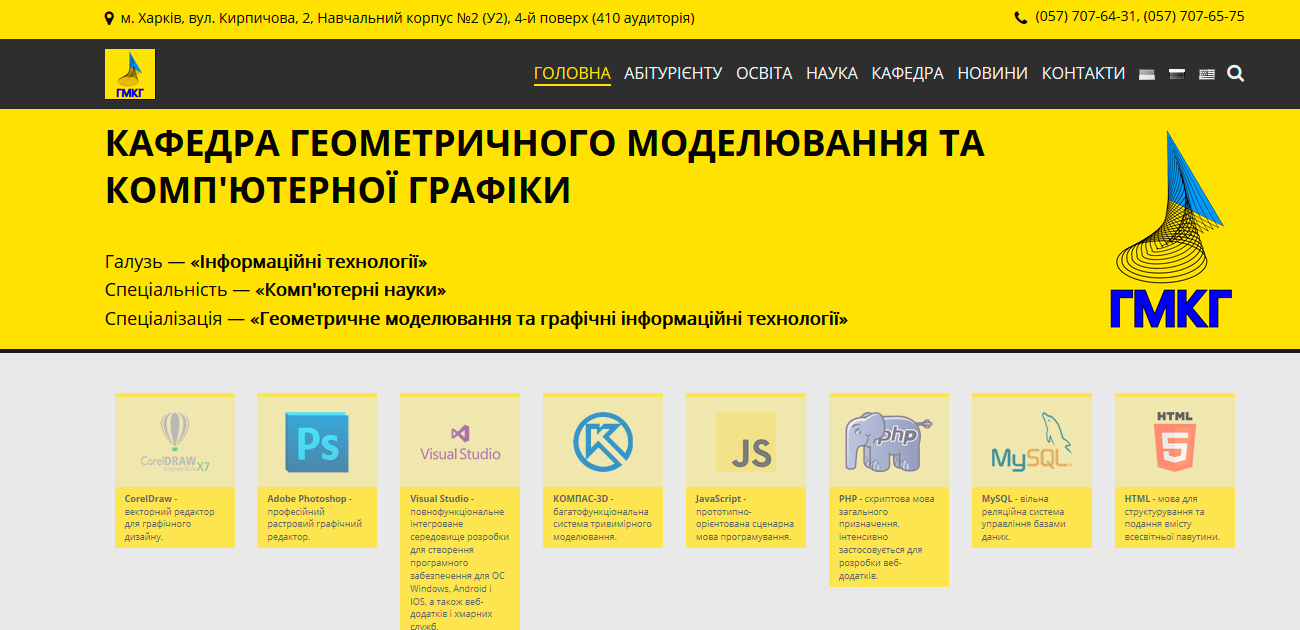 м. Харків, вул. Кирпичова, 2, Навчальний корпус №2 (У2), 4-й поверх (410 аудиторія)
(057) 707-64-31, (057) 707-65-75
ГМКГ
ГОЛОВНА АБІТУРІЄНТУ ОСВІТА НАУКА КАФЕДРА НОВИНИ КОНТАКТИ
КАФЕДРА ГЕОМЕТРИЧНОГО МОДЕЛЮВАННЯ ТА
КОМП'ЮТЕРНОЇ ГРАФІКИ
Галузь — «Інформаційні технології»
Спеціальність — «Комп'ютерні науки»
Спеціалізація — «Геометричне моделювання та графічні інформаційні технології»
ГМКГ
CorelDRAW
Graphics Suite X7
CorelDraw -
векторний редактор
для графічного
дизайну.
Ps
Adobe Photoshop -
професійний
растровий графічний
редактор.
Visual Studio
Visual Studio -
повнофункціональне
інтегроване
середовище розробки
для створення
програмного
забезпечення для ОС
Windows, Android і
IOS, а також веб-
додатків і хмарних
служб.
КОМПАС-3D -
багатофункціональна
система тривимірного
моделювання.
JS
JavaScript -
прототипно-
орієнтована сценарна
мова програмування.
php
PHP - скриптова мова
загального
призначення,
інтенсивно
застосовується для
розробки веб-
додатків.
MySQL
MySQL - вільна
реляційна система
управління базами
даних.
HTML
5
HTML - мова для
структурування та
подання вмісту
всесвітньої павутини.